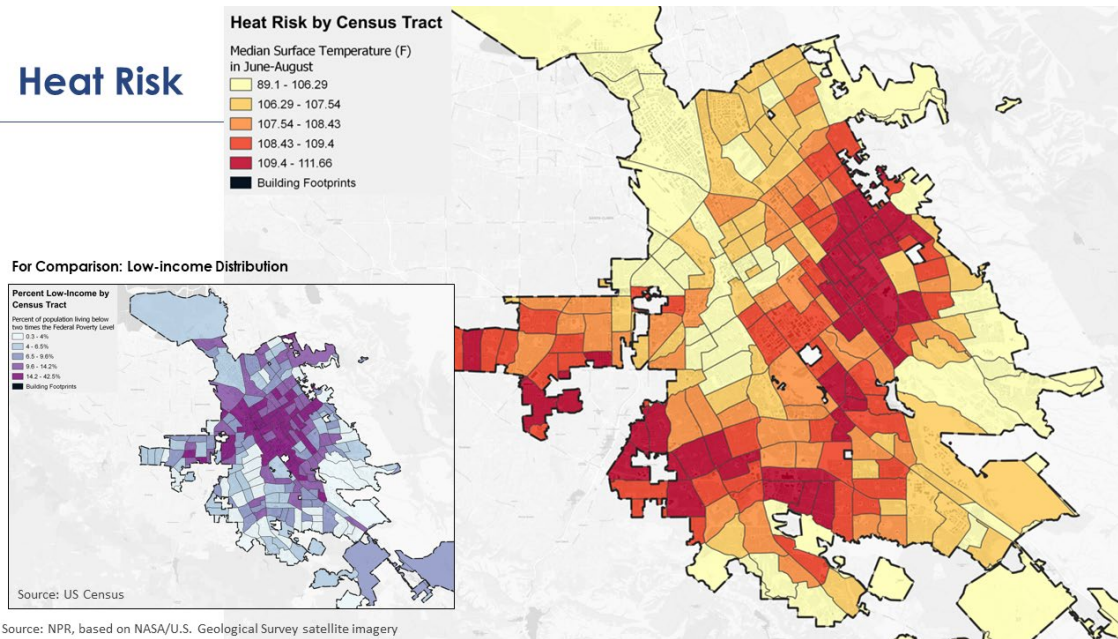 Heat Risk
Heat Risk by Census Tract
Median Surface Temperature (F)
in June-August
89.1 - 106.29
106.29 - 107.54
107.54 - 108.43
108.43 - 109.4
109.4 - 111.66
Building Footprints
For Comparison: Low-income Distribution
Percent Low-Income by
Census Tract
Percent of population living below
two times the Federal Poverty Level
0.3 - 4%
4 - 6.5%
6.5 - 9.6%
9.6 - 14.2%
14.2 - 42.5%
Building Footprints
Source: US Census
Source: NPR, based on NASA/U.S. Geological Survey satellite imagery